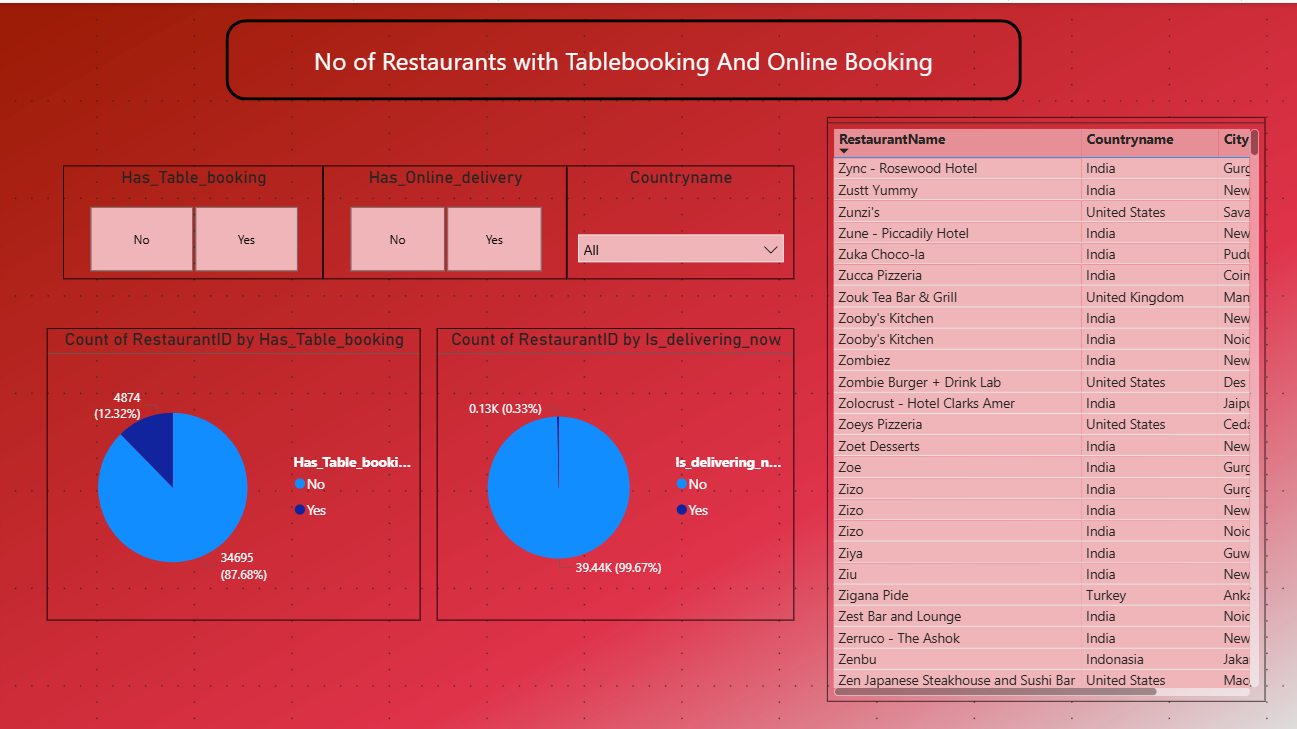 No of Restaurants with Tablebooking And Online Booking
Has_Table_booking
No
Yes
Has_Online_delivery
No
Yes
Countryname
All
Count of RestaurantID by Has_Table_booking
4874
(12.32%)
34695
(87.68%)
Has_Table_booki...
No
Yes
Count of RestaurantID by Is_delivering_now
0.13K (0.33%)
39.44K (99.67%)
Is_delivering_n...
No
Yes
RestaurantName Countryname City
Zync - Rosewood Hotel India Gurg
Zustt Yummy India New
Zunzi's United States Sava
Zune - Piccadily Hotel India New
Zuka Choco-la India Pudu
Zucca Pizzeria India Coim
Zouk Tea Bar & Grill United Kingdom Man
Zooby's Kitchen India New
Zooby's Kitchen India Noid
Zombiez India New
Zombie Burger + Drink Lab United States Des
Zolocrust - Hotel Clarks Amer India Jaipu
Zoeys Pizzeria United States Ceda
Zoet Desserts India New
Zoe India Gurg
Zizo India Gurg
Zizo India New
Zizo India Noid
Ziya India Guw
Ziu India New
Zigana Pide Turkey Anka
Zest Bar and Lounge India Noid
Zerruco - The Ashok India New
Zenbu Indonasia Jaka
Zen Japanese Steakhouse and Sushi Bar United States Mac